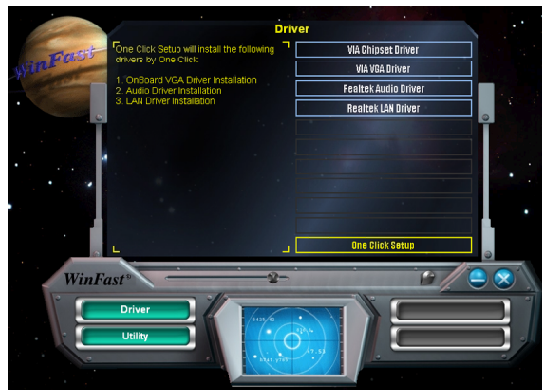 Driver
WinFast
One Click Setup will install the following
drivers by One Click:
1. OnBoard VGA Driver Installation
2. Audio Driver Installation
3. LAN Driver Installation
VIA Chipset Driver
VIA VGA Driver
Realtek Audio Driver
Realtek LAN Driver
One Click Setup
WinFast®
Driver
Utility